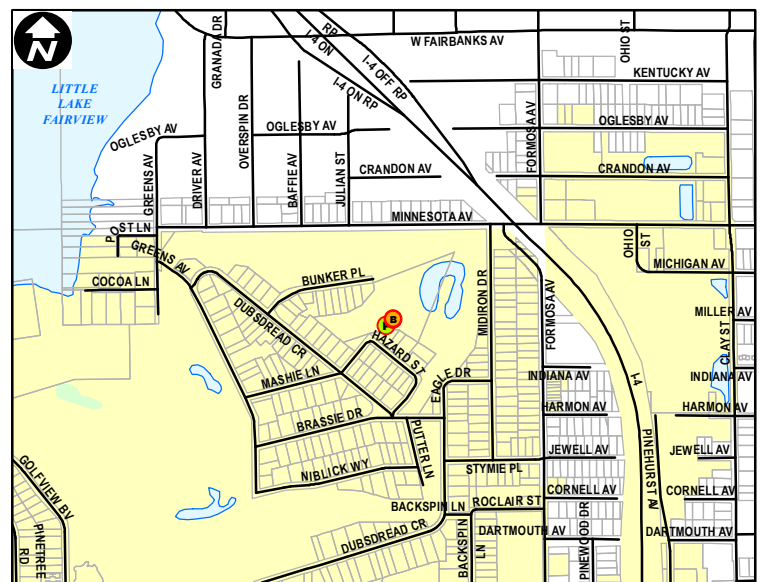 N
GRANADA DR
I-4 ON
RP
W FAIRBANKS AV
OHIO ST
I-4 OFF RP
I-4 ON RP
KENTUCKY AV
LITTLE
LAKE
FAIRVIEW
OGLESBY AV
OVERSPIN DR
OGLESBY AV
FORMOSA AV
OGLESBY AV
GREENS AV
DRIVER AV
BAFFIE AV
JULIAN ST
CRANDON AV
CRANDON AV
MINNESOTA AV
POST LN
GREENS AV
OHIO
ST
MICHIGAN AV
COCOA LN
BUNKER PL
MIDIRON DR
FORMOSA AV
MILLER AV
CLAY ST
DUBSDREAD CR
B
HAZARD ST
MASHIE LN
EAGLE DR
INDIANA AV
I-4
INDIANA AV
HARMON AV
HARMON AV
BRASSIE DR
PUTTER LN
JEWELL AV
PINEHURST AV
JEWELL AV
NIBLICK WY
STYMIE PL
GOLFVIEW BV
CORNELL AV
CORNELL AV
BACKSPIN LN
ROCLAIR ST
PINETREE
RD
DUBSDREAD CR
BACKSPIN
LN
DARTMOUTH AV
PINEWOOD DR
DARTMOUTH AV